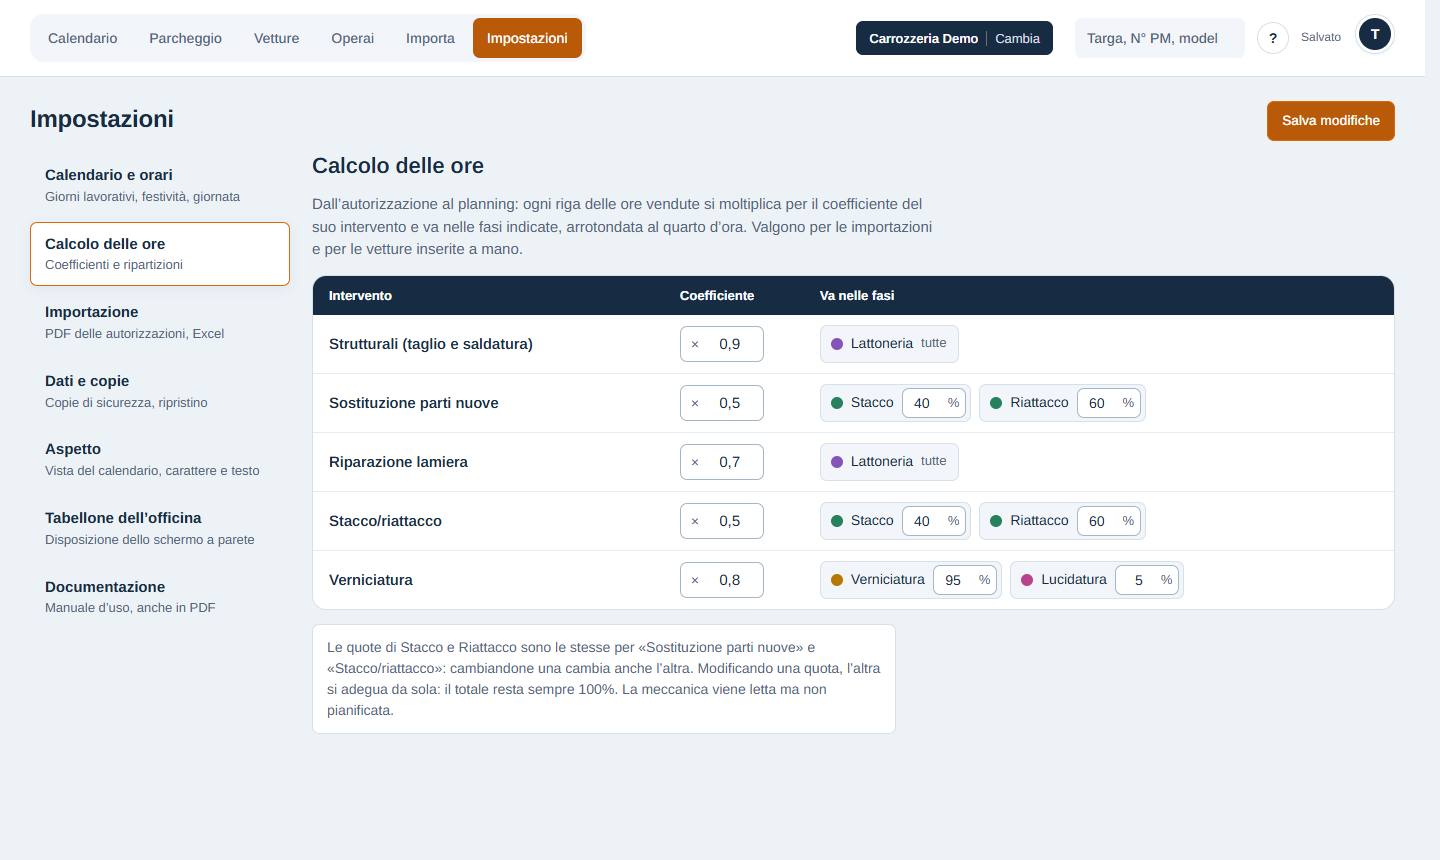 Calendario Parcheggio Vetture Operai Importa Impostazioni Carrozzeria Demo Cambia Targa, N° PM, model ? Salvato T
Impostazioni
Salva modifiche
Calendario e orari
Giorni lavorativi, festività, giornata
Calcolo delle ore
Coefficienti e ripartizioni
Importazione
PDF delle autorizzazioni, Excel
Dati e copie
Copie di sicurezza, ripristino
Aspetto
Vista del calendario, carattere e testo
Tabellone dell’officina
Disposizione dello schermo a parete
Documentazione
Manuale d’uso, anche in PDF
Calcolo delle ore
Dall’autorizzazione al planning: ogni riga delle ore vendute si moltiplica per il coefficiente del
suo intervento e va nelle fasi indicate, arrotondata al quarto d’ora. Valgono per le importazioni
e per le vetture inserite a mano.
Intervento Coefficiente Va nelle fasi
Strutturali (taglio e saldatura) × 0,9 Lattoneria tutte
Sostituzione parti nuove × 0,5 Stacco 40 % Riattacco 60 %
Riparazione lamiera × 0,7 Lattoneria tutte
Stacco/riattacco × 0,5 Stacco 40 % Riattacco 60 %
Verniciatura × 0,8 Verniciatura 95 % Lucidatura 5 %
Le quote di Stacco e Riattacco sono le stesse per «Sostituzione parti nuove» e
«Stacco/riattacco»: cambiandone una cambia anche l’altra. Modificando una quota, l’altra
si adegua da sola: il totale resta sempre 100%. La meccanica viene letta ma non
pianificata.